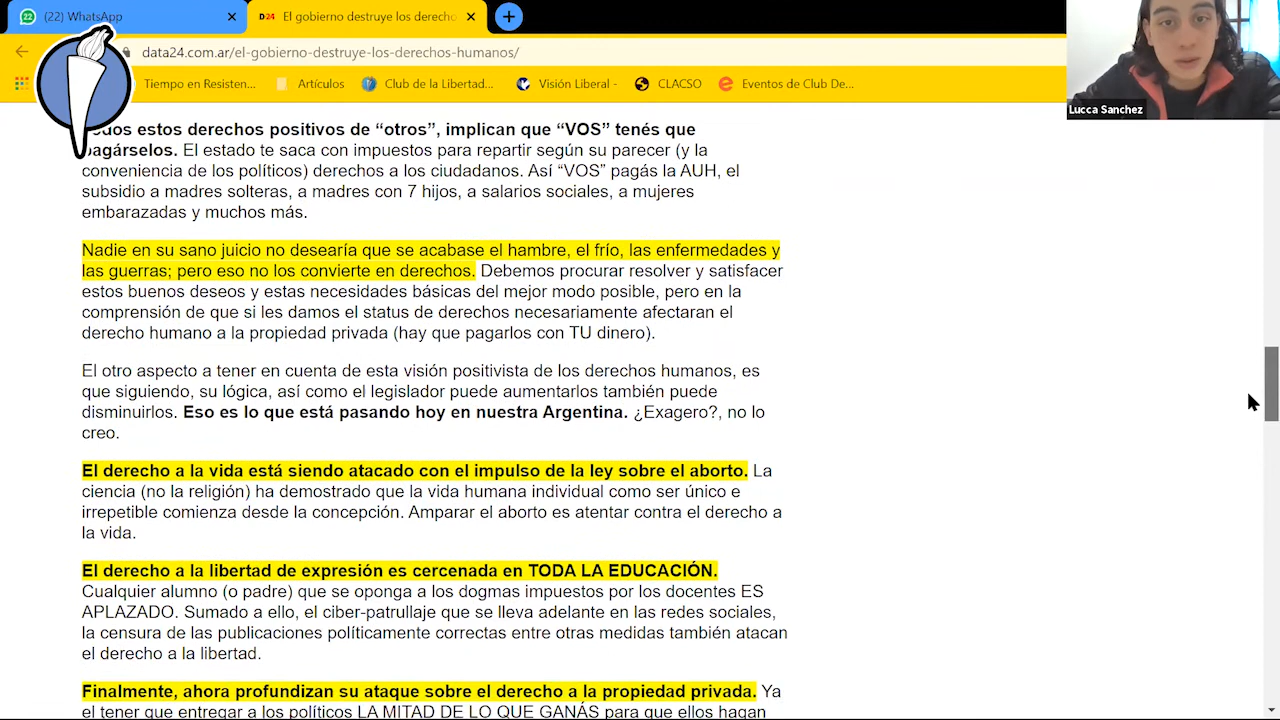 (22) WhatsApp
D24 El gobierno destruye los derecho
data24.com.ar/el-gobierno-destruye-los-derechos-humanos/
Tiempo en Resisten...
Artículos
Club de la Libertad...
Visión Liberal -
CLACSO
Eventos de Club De...
Lucca Sanchez
odos estos derechos positivos de “otros”, implican que “VOS” tenés que
pagárselos. El estado te saca con impuestos para repartir según su parecer (y la
conveniencia de los políticos) derechos a los ciudadanos. Así “VOS” pagás la AUH, el
subsidio a madres solteras, a madres con 7 hijos, a salarios sociales, a mujeres
embarazadas y muchos más.
Nadie en su sano juicio no desearía que se acabase el hambre, el frío, las enfermedades y
las guerras; pero eso no los convierte en derechos. Debemos procurar resolver y satisfacer
estos buenos deseos y estas necesidades básicas del mejor modo posible, pero en la
comprensión de que si les damos el status de derechos necesariamente afectaran el
derecho humano a la propiedad privada (hay que pagarlos con TU dinero).
El otro aspecto a tener en cuenta de esta visión positivista de los derechos humanos, es
que siguiendo, su lógica, así como el legislador puede aumentarlos también puede
disminuirlos. Eso es lo que está pasando hoy en nuestra Argentina. ¿Exagero?, no lo
creo.
El derecho a la vida está siendo atacado con el impulso de la ley sobre el aborto. La
ciencia (no la religión) ha demostrado que la vida humana individual como ser único e
irrepetible comienza desde la concepción. Amparar el aborto es atentar contra el derecho a
la vida.
El derecho a la libertad de expresión es cercenada en TODA LA EDUCACIÓN.
Cualquier alumno (o padre) que se oponga a los dogmas impuestos por los docentes ES
APLAZADO. Sumado a ello, el ciber-patrullaje que se lleva adelante en las redes sociales,
la censura de las publicaciones políticamente correctas entre otras medidas también atacan
el derecho a la libertad.
Finalmente, ahora profundizan su ataque sobre el derecho a la propiedad privada. Ya
el tener que entregar a los políticos LA MITAD DE LO QUE GANÁS para que ellos hagan